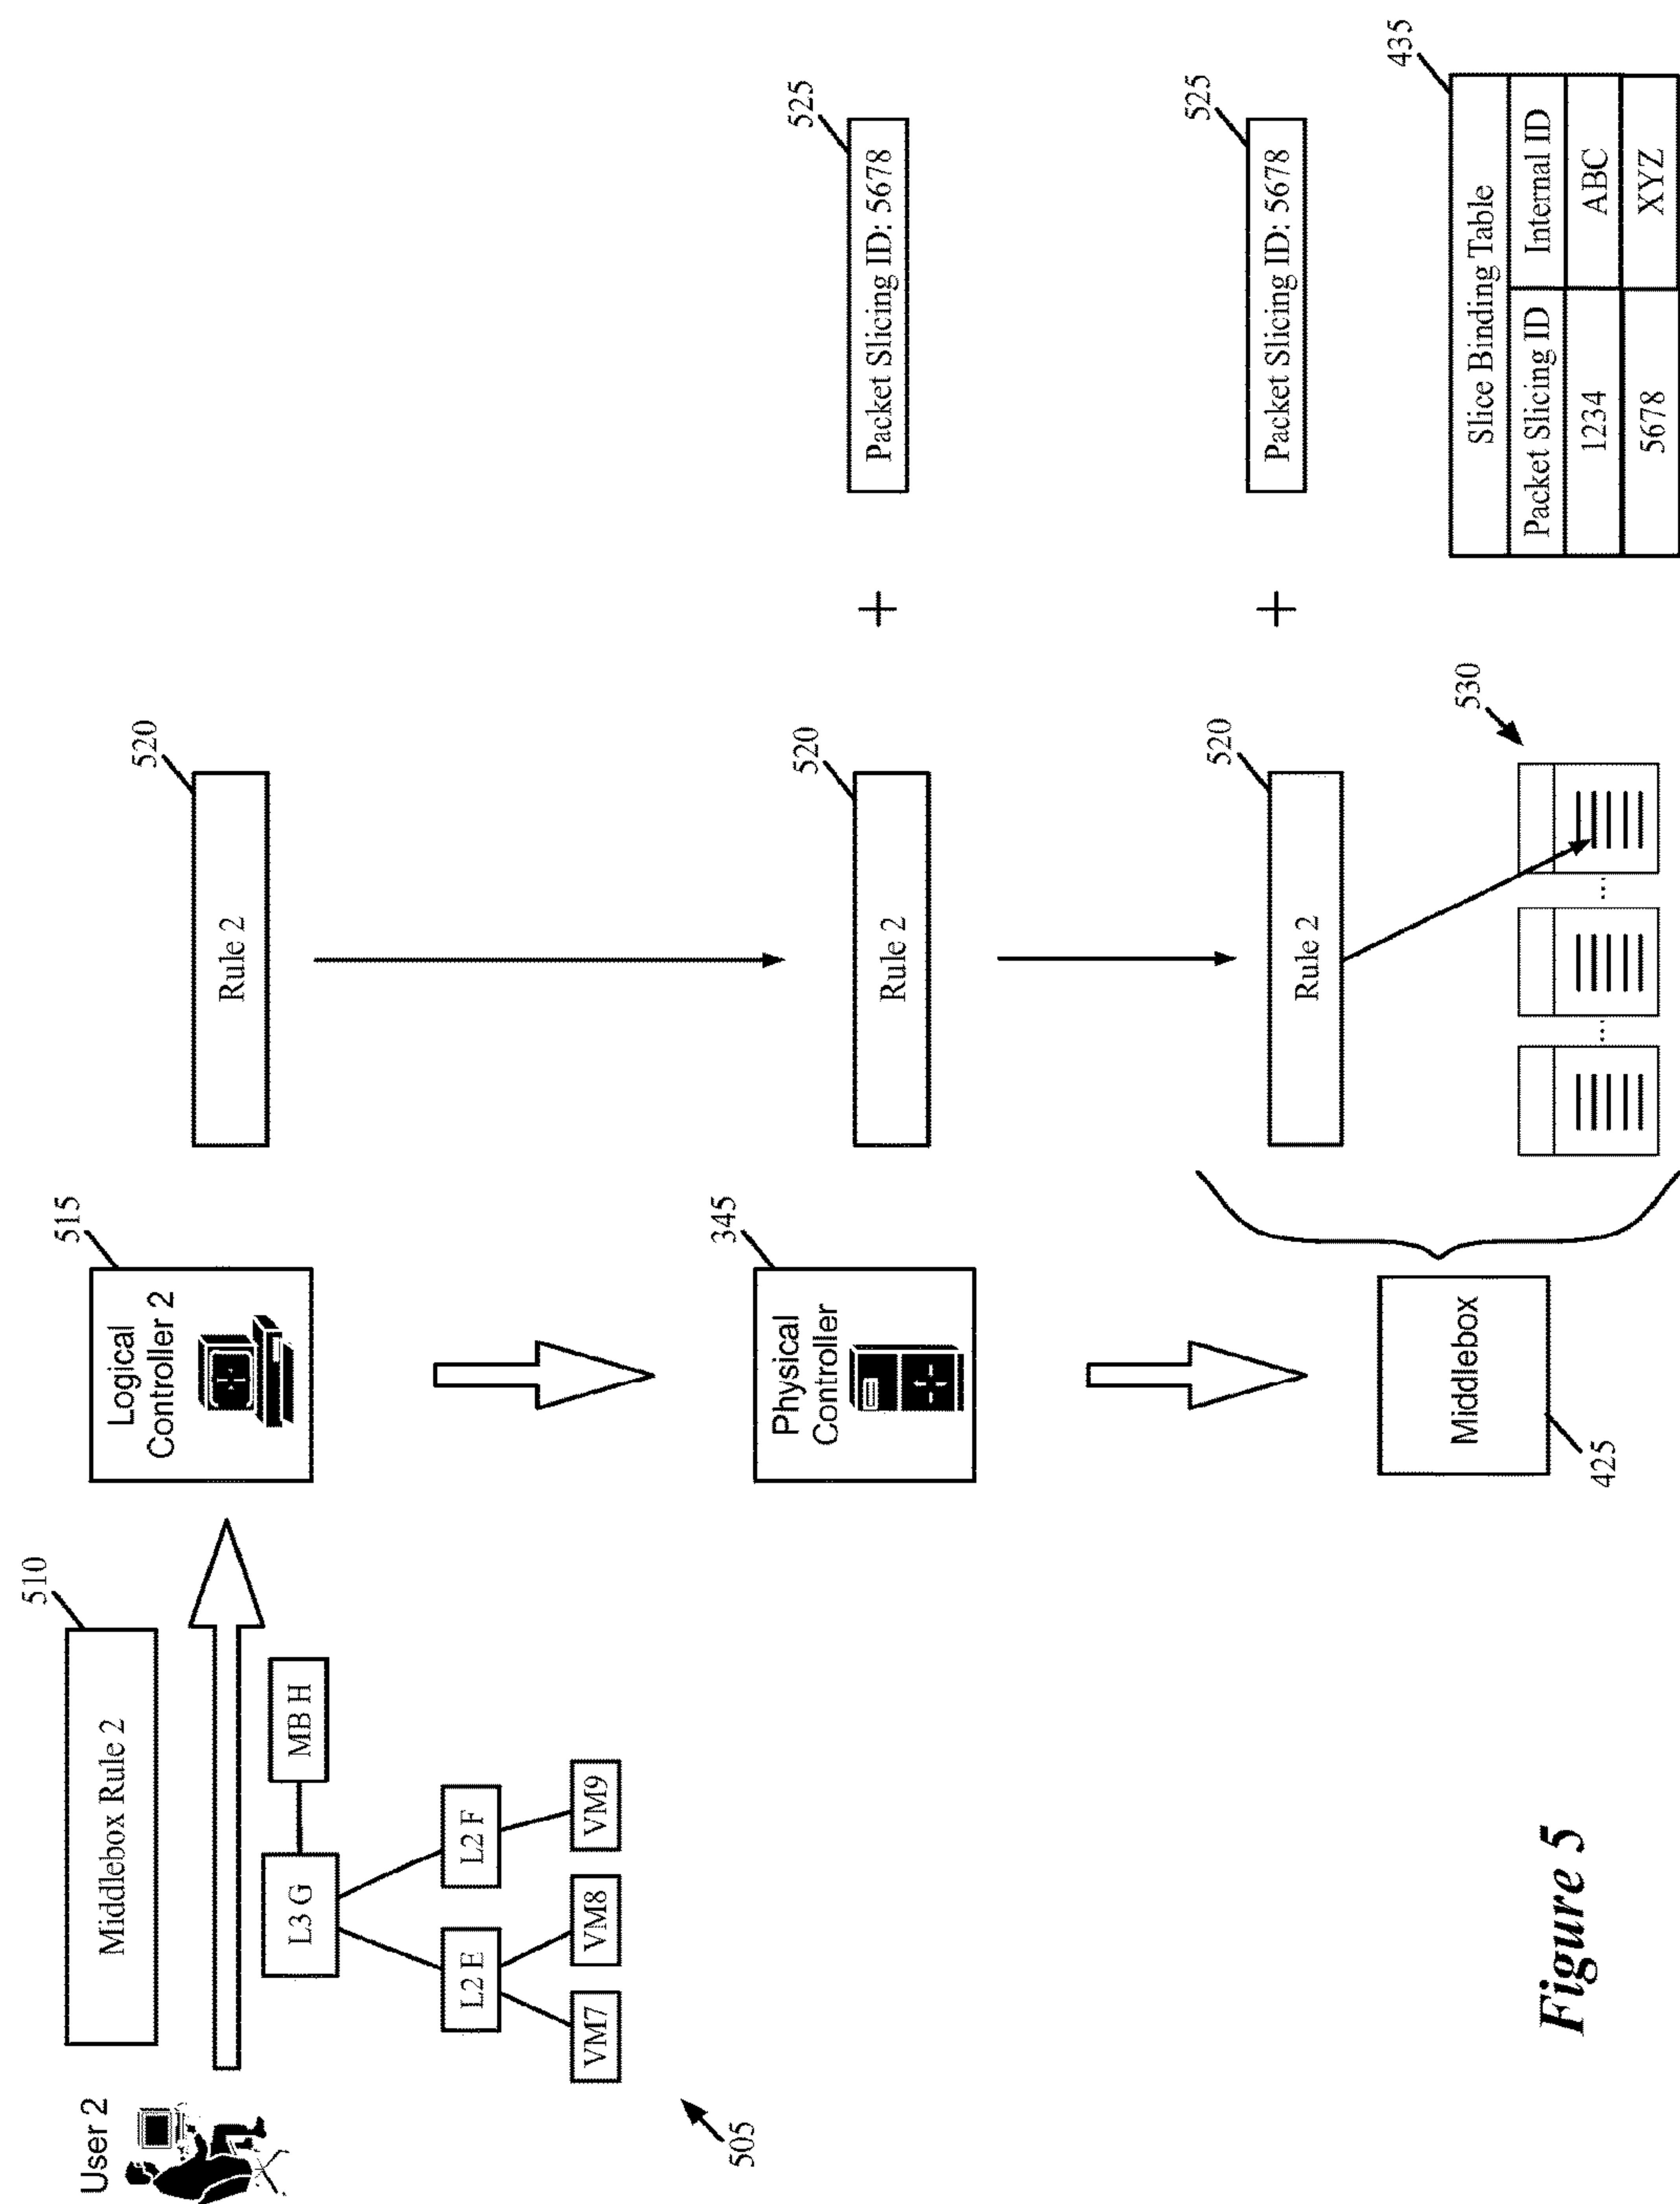 User 2
510
Middlebox Rule 2
L3 G
MB H
L2 E
L2 F
VM7
VM8
VM9
505
515
Logical
Controller 2
520
Rule 2
345
Physical
Controller
520
Rule 2
+
525
Packet Slicing ID: 5678
Middlebox
425
520
Rule 2
+
525
Packet Slicing ID: 5678
530
...
...
435
Slice Binding Table
Packet Slicing ID Internal ID
1234 ABC
5678 XYZ
Figure 5